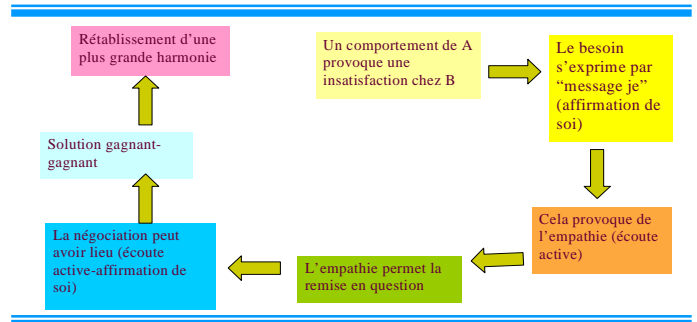 Un comportement de A
provoque une
insatisfaction chez B
Le besoin
s'exprime par
“message je”
(affirmation de
soi)
Cela provoque de
l'empathie (écoute
active)
L'empathie permet la
remise en question
La négociation peut
avoir lieu (écoute
active-affirmation de
soi)
Solution gagnant-
gagnant
Rétablissement d'une
plus grande harmonie